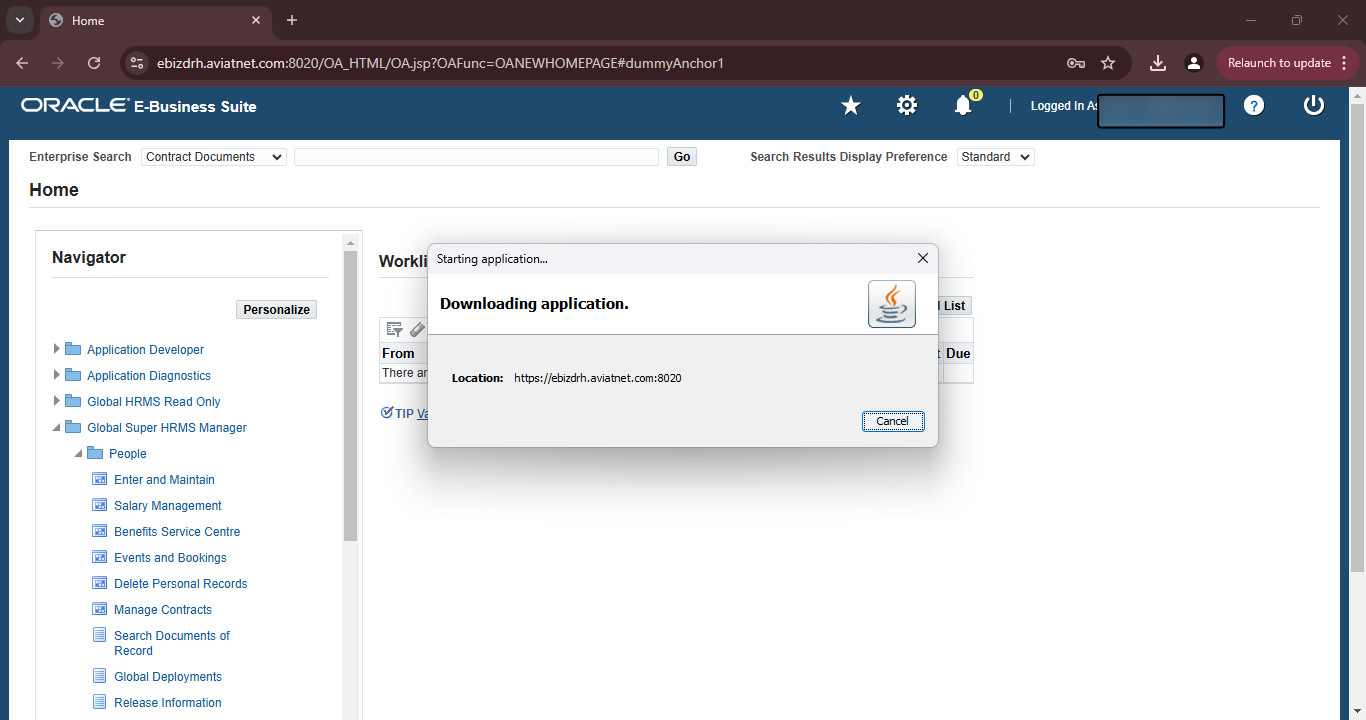 Home
ebizdrh.aviatnet.com:8020/OA_HTML/OA.jsp?OAFunc=OANEWHOMEPAGE#dummyAnchor1
Relaunch to update
ORACLE® E-Business Suite
0
Logged In As
?
Enterprise Search
Contract Documents
Go
Search Results Display Preference
Standard
Home
Navigator
Personalize
Application Developer
Application Diagnostics
Global HRMS Read Only
Global Super HRMS Manager
People
Enter and Maintain
Salary Management
Benefits Service Centre
Events and Bookings
Delete Personal Records
Manage Contracts
Search Documents of
Record
Global Deployments
Release Information
Workli
List
From
Due
There ar
TIP Va
Starting application...
Downloading application.
Location: https://ebizdrh.aviatnet.com:8020
Cancel